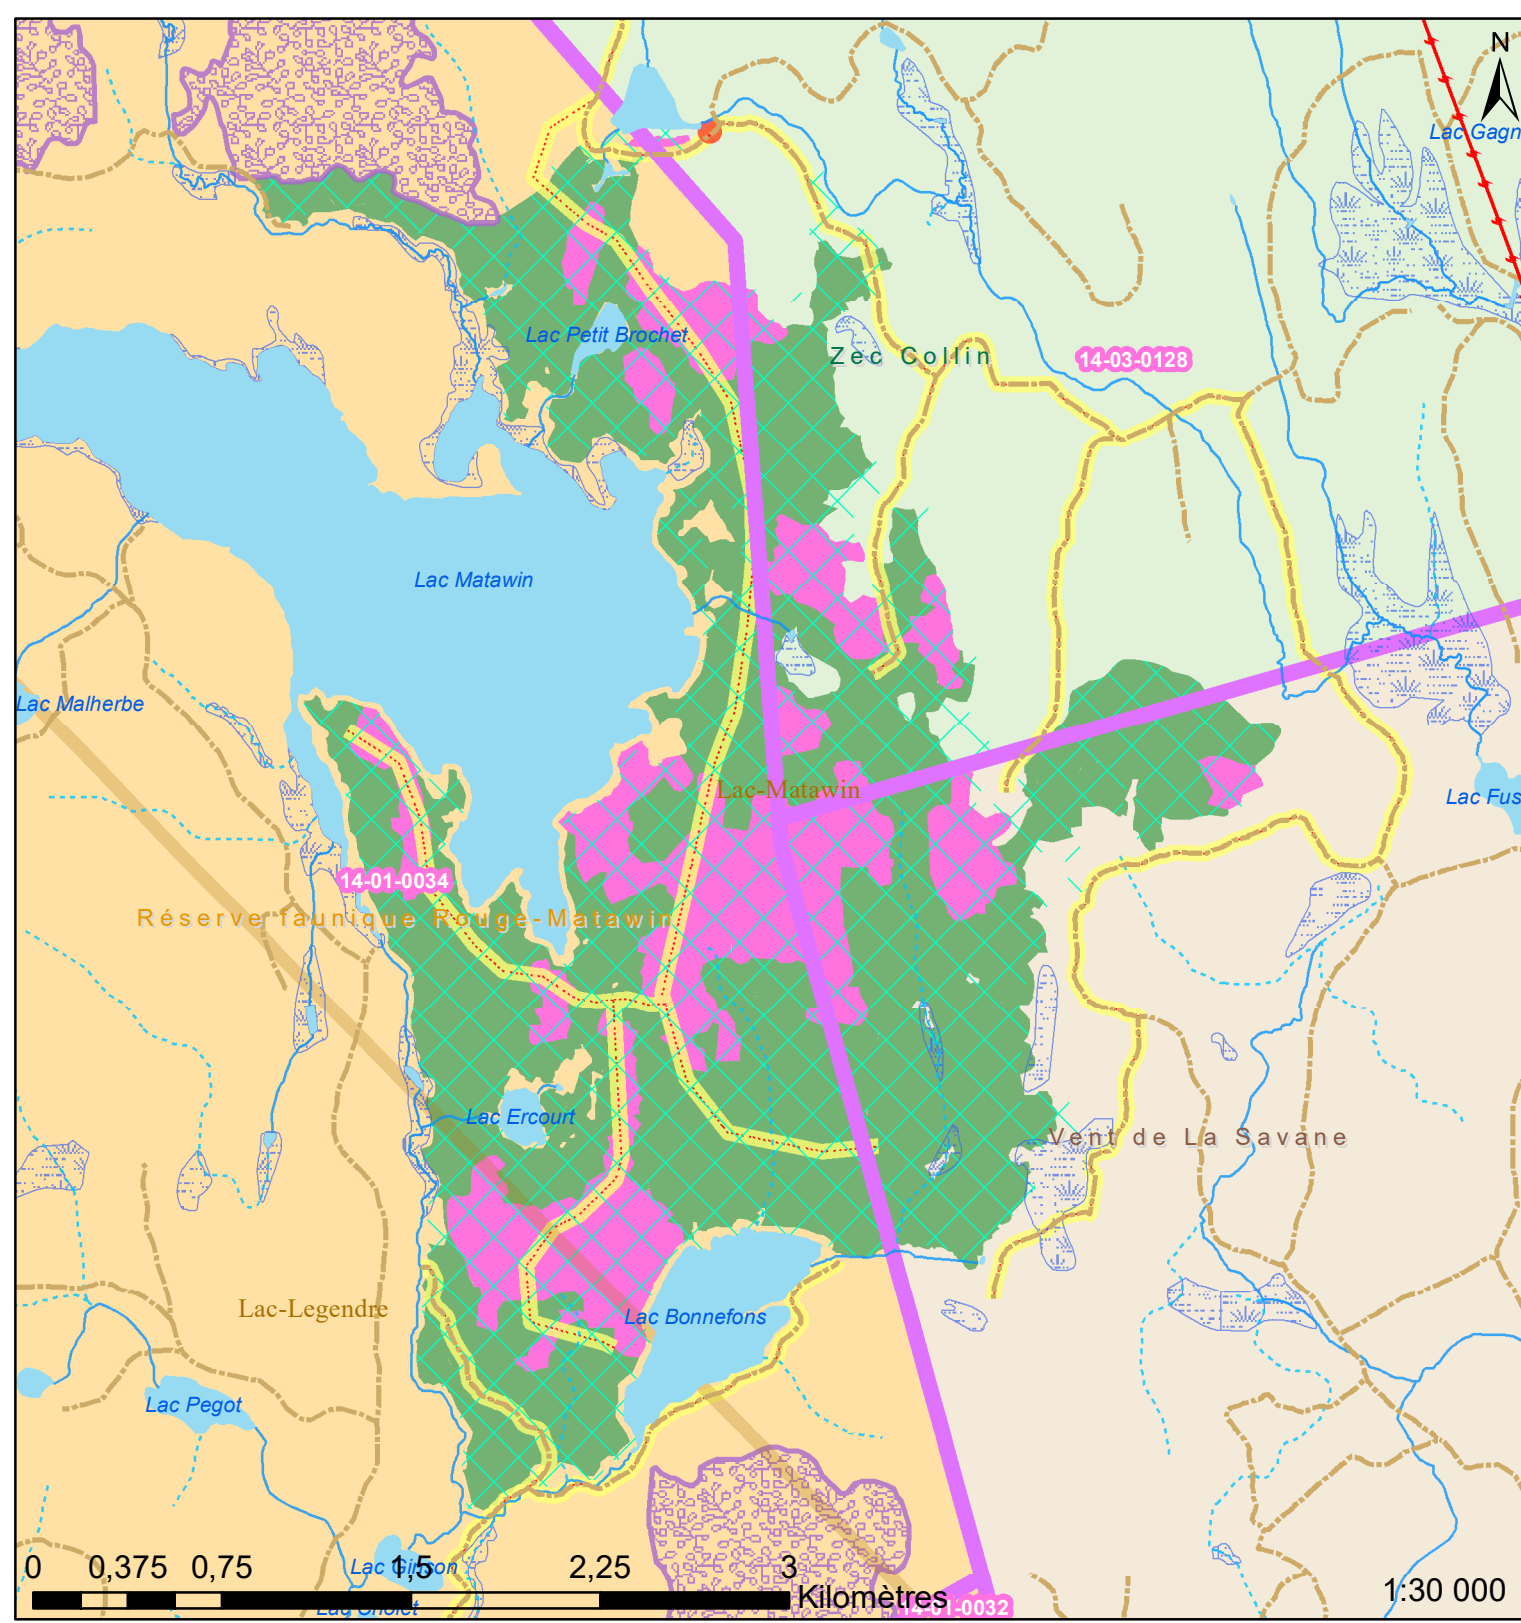 N
Lac Gagn
Lac Petit Brochet
Zec Collin
14-03-0128
Lac Matawin
Lac Malherbe
Lac-Matawin
Lac Fus
14-01-0034
Réserve faunique Rouge-Matawin
Lac Ercourt
Vent de La Savane
Lac-Legendre
Lac Bonnefons
Lac Pegot
0 0,375 0,75 1,5 2,25 3
Kilomètres
1:30 000
14-01-0032